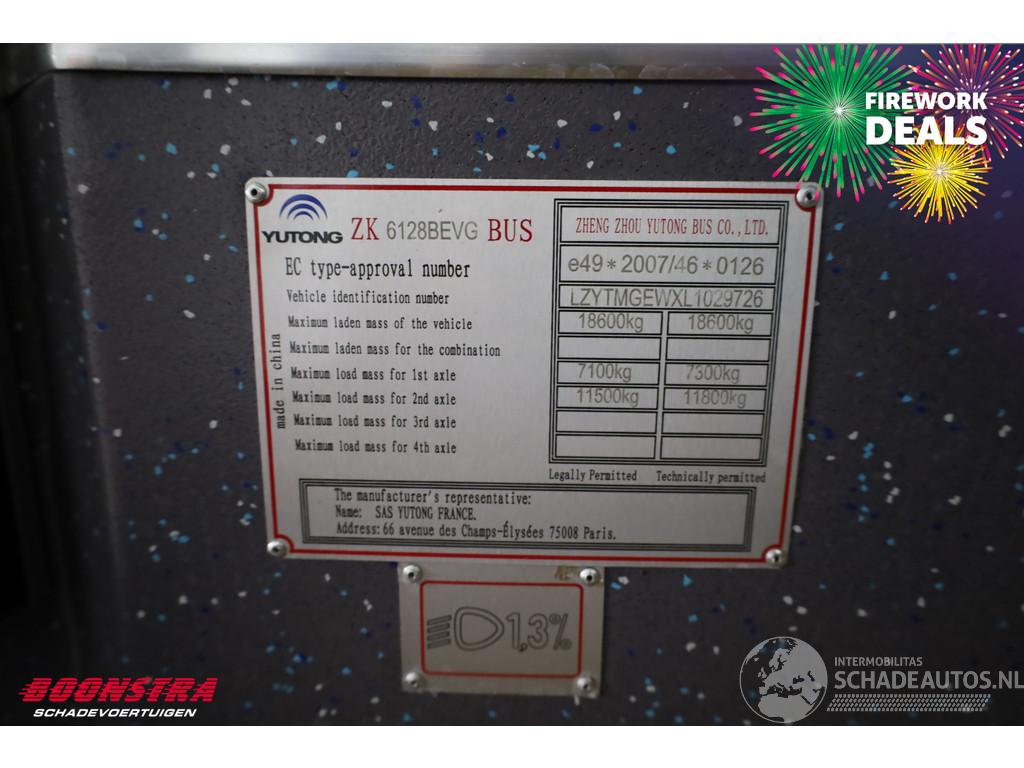 FIREWORK
DEALS
YUTONG ZK 6128BEVG BUS
ZHENG ZHOU YUTONG BUS CO., LTD.
EC type-approval number e49*2007/46*0126
Vehicle identification number LZYTMGEWXL1029726
Maximum laden mass of the vehicle 18600kg 18600kg
Maximum laden mass for the combination
Maximum load mass for 1st axle 7100kg 7300kg
Maximum load mass for 2nd axle 11500kg 11800kg
Maximum load mass for 3rd axle
Maximum load mass for 4th axle
made in china
Legally Permitted Technically permitted
The manufacturer's representative:
Name: SAS YUTONG FRANCE.
Address:66 avenue des Champs-Élysées 75008 Paris.
1,3%
BOONSTRA
SCHADEVOERTUIGEN
INTERMOBILITAS
SCHADEAUTOS.NL